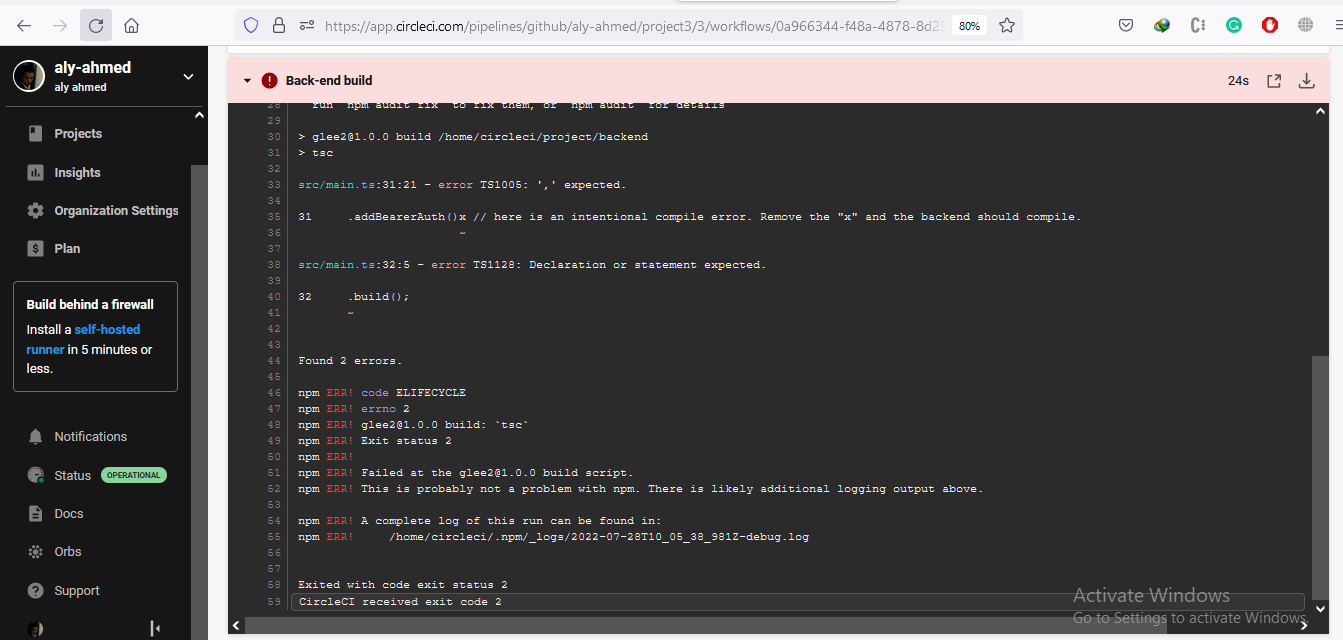 https://app.circleci.com/pipelines/github/aly-ahmed/project3/3/workflows/0a966344-f48a-4878-8d25
80%
aly-ahmed
aly ahmed
Projects
Insights
Organization Settings
Plan
Build behind a firewall
Install a self-hosted
runner in 5 minutes or
less.
Notifications
Status OPERATIONAL
Docs
Orbs
Support
Back-end build
24s
28 run `npm audit fix` to fix them, or `npm audit` for details
29
30 > glee2@1.0.0 build /home/circleci/project/backend
31 > tsc
32
33 src/main.ts:31:21 - error TS1005: ',' expected.
34
35 31 .addBearerAuth()x // here is an intentional compile error. Remove the "x" and the backend should compile.
36 ~
37
38 src/main.ts:32:5 - error TS1128: Declaration or statement expected.
39
40 32 .build();
41 ~
42
43
44 Found 2 errors.
45
46 npm ERR! code ELIFECYCLE
47 npm ERR! errno 2
48 npm ERR! glee2@1.0.0 build: `tsc`
49 npm ERR! Exit status 2
50 npm ERR!
51 npm ERR! Failed at the glee2@1.0.0 build script.
52 npm ERR! This is probably not a problem with npm. There is likely additional logging output above.
53
54 npm ERR! A complete log of this run can be found in:
55 npm ERR! /home/circleci/.npm/_logs/2022-07-28T10_05_38_981Z-debug.log
56
57
58 Exited with code exit status 2
59 CircleCI received exit code 2
Activate Windows
Go to Settings to activate Windows.